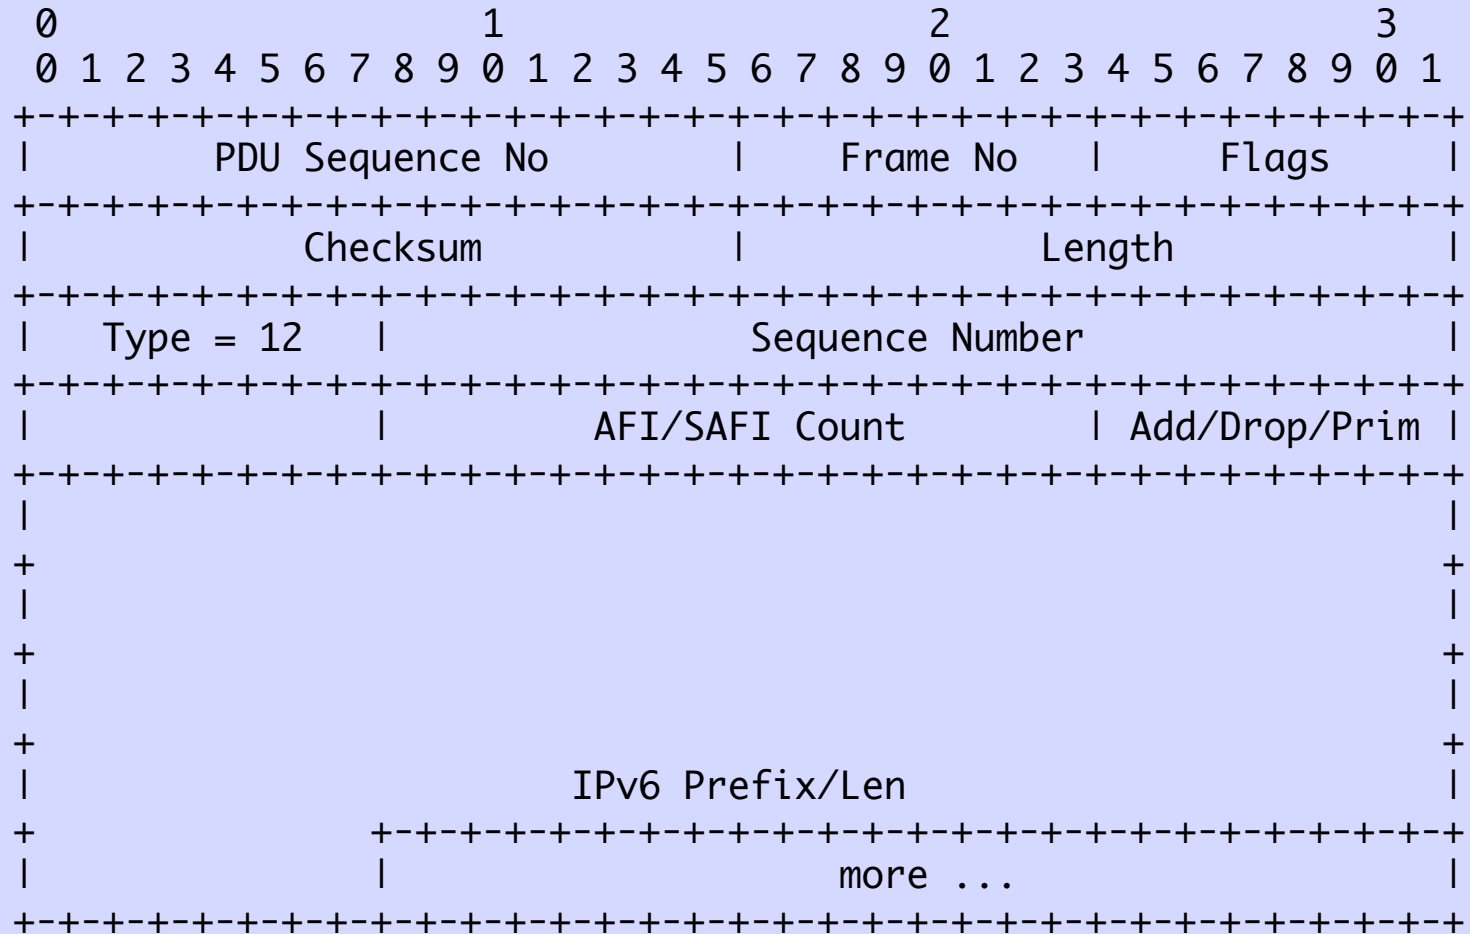 0                   1                   2                   3
 0 1 2 3 4 5 6 7 8 9 0 1 2 3 4 5 6 7 8 9 0 1 2 3 4 5 6 7 8 9 0 1
+-+-+-+-+-+-+-+-+-+-+-+-+-+-+-+-+-+-+-+-+-+-+-+-+-+-+-+-+-+-+-+-+
|        PDU Sequence No        |    Frame No   |     Flags     |
+-+-+-+-+-+-+-+-+-+-+-+-+-+-+-+-+-+-+-+-+-+-+-+-+-+-+-+-+-+-+-+-+
|            Checksum           |             Length            |
+-+-+-+-+-+-+-+-+-+-+-+-+-+-+-+-+-+-+-+-+-+-+-+-+-+-+-+-+-+-+-+-+
|   Type = 12   |                Sequence Number                |
+-+-+-+-+-+-+-+-+-+-+-+-+-+-+-+-+-+-+-+-+-+-+-+-+-+-+-+-+-+-+-+-+
|               |         AFI/SAFI Count        | Add/Drop/Prim |
+-+-+-+-+-+-+-+-+-+-+-+-+-+-+-+-+-+-+-+-+-+-+-+-+-+-+-+-+-+-+-+-+
|                                                               |
+                                                               +
|                                                               |
+                                                               +
|                                                               |
+                                                               +
|                        IPv6 Prefix/Len                        |
+               +-+-+-+-+-+-+-+-+-+-+-+-+-+-+-+-+-+-+-+-+-+-+-+-+
|               |                    more ...                   |
+-+-+-+-+-+-+-+-+-+-+-+-+-+-+-+-+-+-+-+-+-+-+-+-+-+-+-+-+-+-+-+-+